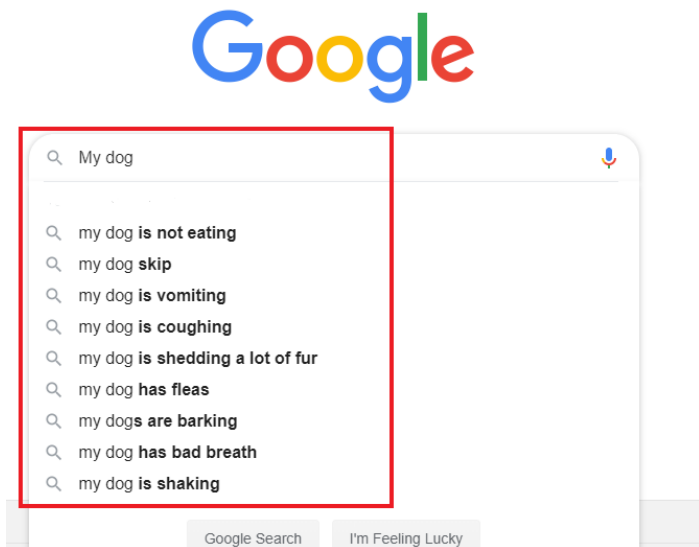 Google
My dog
my dog is not eating
my dog skip
my dog is vomiting
my dog is coughing
my dog is shedding a lot of fur
my dog has fleas
my dogs are barking
my dog has bad breath
my dog is shaking
Google Search I'm Feeling Lucky